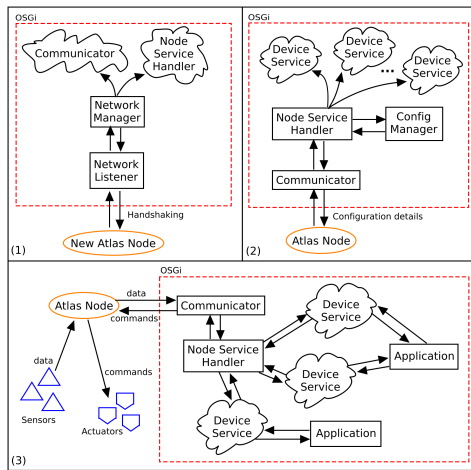 OSGi
Communicator
Node
Service
Handler
Network
Manager
Network
Listener
Handshaking
New Atlas Node
(1)
OSGi
Device
Service
Device
Service
Device
Service
...
Node Service
Handler
Config
Manager
Communicator
Configuration details
Atlas Node
(2)
OSGi
data
Atlas Node
commands
Communicator
Device
Service
Node Service
Handler
Application
Device
Service
data
commands
Device
Service
Application
Sensors
Actuators
(3)